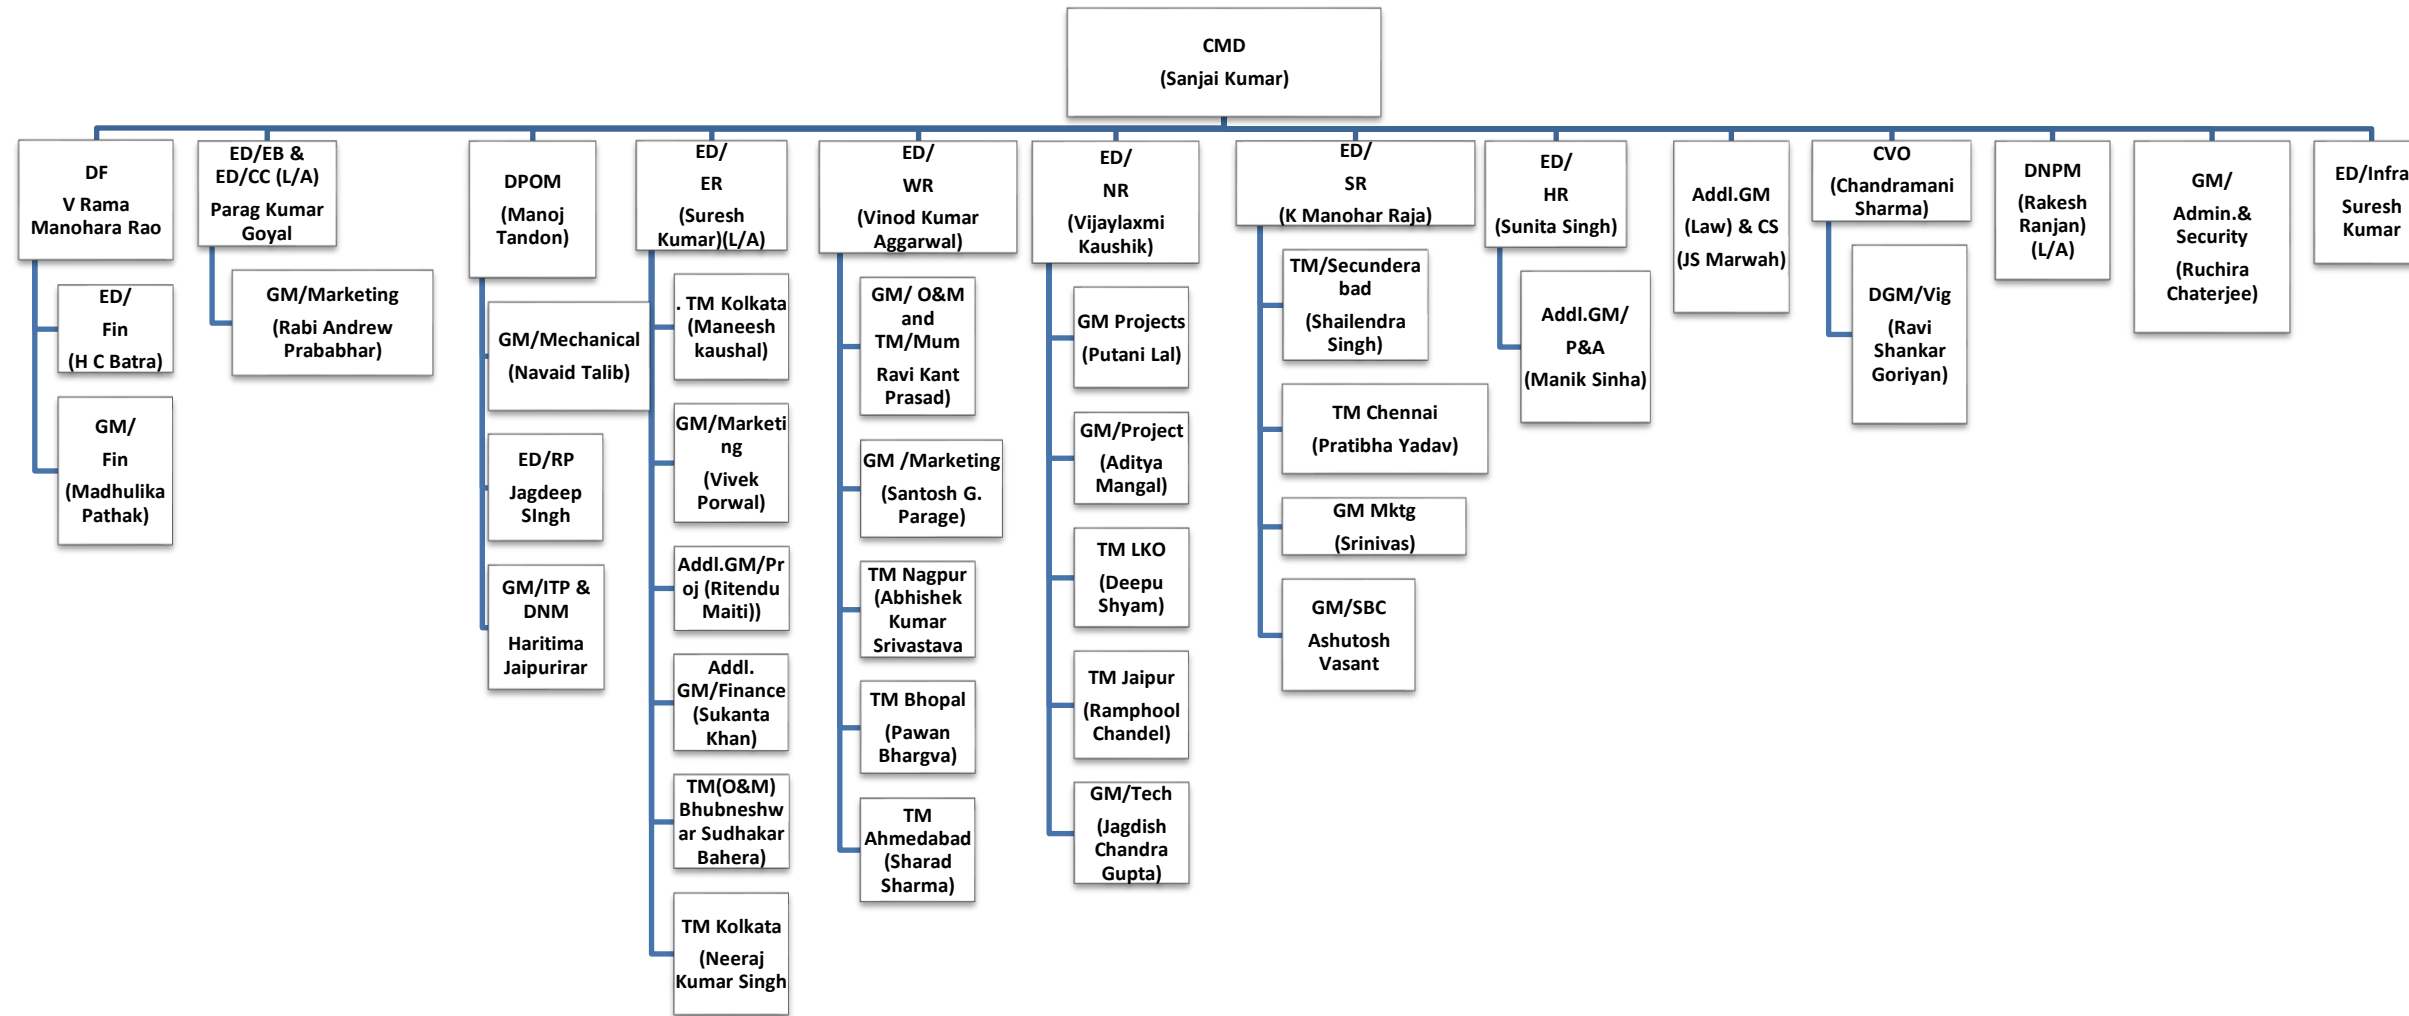 CMD
(Sanjai Kumar)
DF
V Rama
Manohara Rao
ED/
Fin
(H C Batra)
GM/
Fin
(Madhulika
Pathak)
ED/EB &
ED/CC (L/A)
Parag Kumar
Goyal
GM/Marketing
(Rabi Andrew
Prababhar)
DPOM
(Manoj
Tandon)
GM/Mechanical
(Navaid Talib)
ED/RP
Jagdeep
SIngh
GM/ITP &
DNM
Haritima
Jaipurirar
ED/
ER
(Suresh
Kumar)(L/A)
. TM Kolkata
(Maneesh
kaushal)
GM/Marketi
ng
(Vivek
Porwal)
Addl.GM/Pr
oj (Ritendu
Maiti))
Addl.
GM/Finance
(Sukanta
Khan)
TM(O&M)
Bhubneshw
ar Sudhakar
Bahera)
TM Kolkata
(Neeraj
Kumar Singh
ED/
WR
(Vinod Kumar
Aggarwal)
GM/ O&M
and
TM/Mum
Ravi Kant
Prasad)
GM /Marketing
(Santosh G.
Parage)
TM Nagpur
(Abhishek
Kumar
Srivastava
TM Bhopal
(Pawan
Bhargva)
TM
Ahmedabad
(Sharad
Sharma)
ED/
NR
(Vijaylaxmi
Kaushik)
GM Projects
(Putani Lal)
GM/Project
(Aditya
Mangal)
TM LKO
(Deepu
Shyam)
TM Jaipur
(Ramphool
Chandel)
GM/Tech
(Jagdish
Chandra
Gupta)
ED/
SR
(K Manohar Raja)
TM/Secundera
bad
(Shailendra
Singh)
TM Chennai
(Pratibha Yadav)
GM Mktg
(Srinivas)
GM/SBC
Ashutosh
Vasant
ED/
HR
(Sunita Singh)
Addl.GM/
P&A
(Manik Sinha)
Addl.GM
(Law) & CS
(JS Marwah)
CVO
(Chandramani
Sharma)
DGM/Vig
(Ravi
Shankar
Goriyan)
DNPM
(Rakesh
Ranjan)
(L/A)
GM/
Admin.&
Security
(Ruchira
Chaterjee)
ED/Infra
Suresh
Kumar